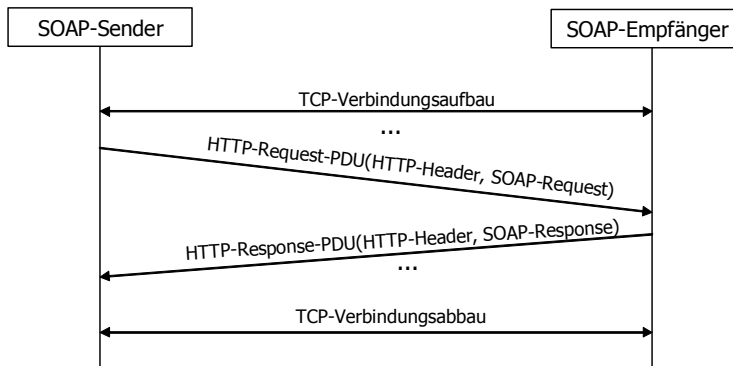 SOAP-Sender
SOAP-Empfänger
TCP-Verbindungsaufbau
...
HTTP-Request-PDU(HTTP-Header, SOAP-Request)
HTTP-Response-PDU(HTTP-Header, SOAP-Response)
...
TCP-Verbindungsabbau